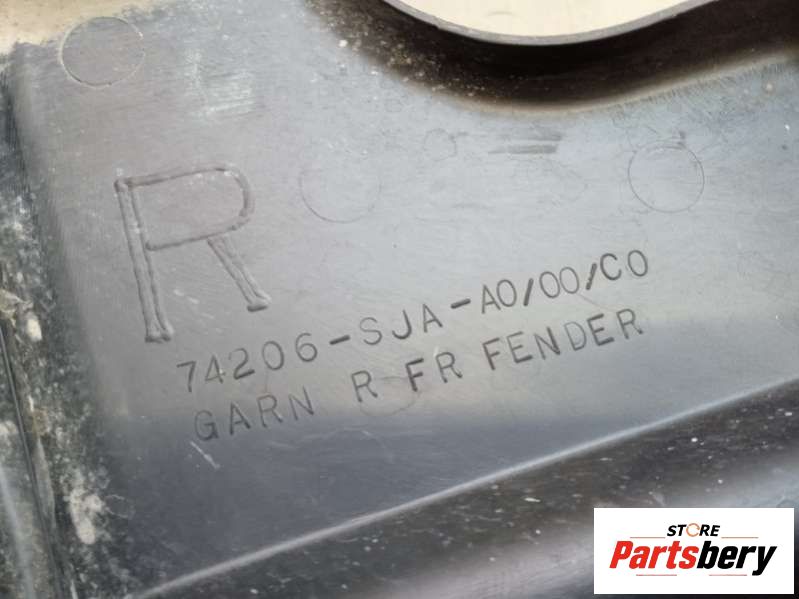 R
74206-SJA-A0/00/C0
GARN R FR FENDER
STORE
Partsbery